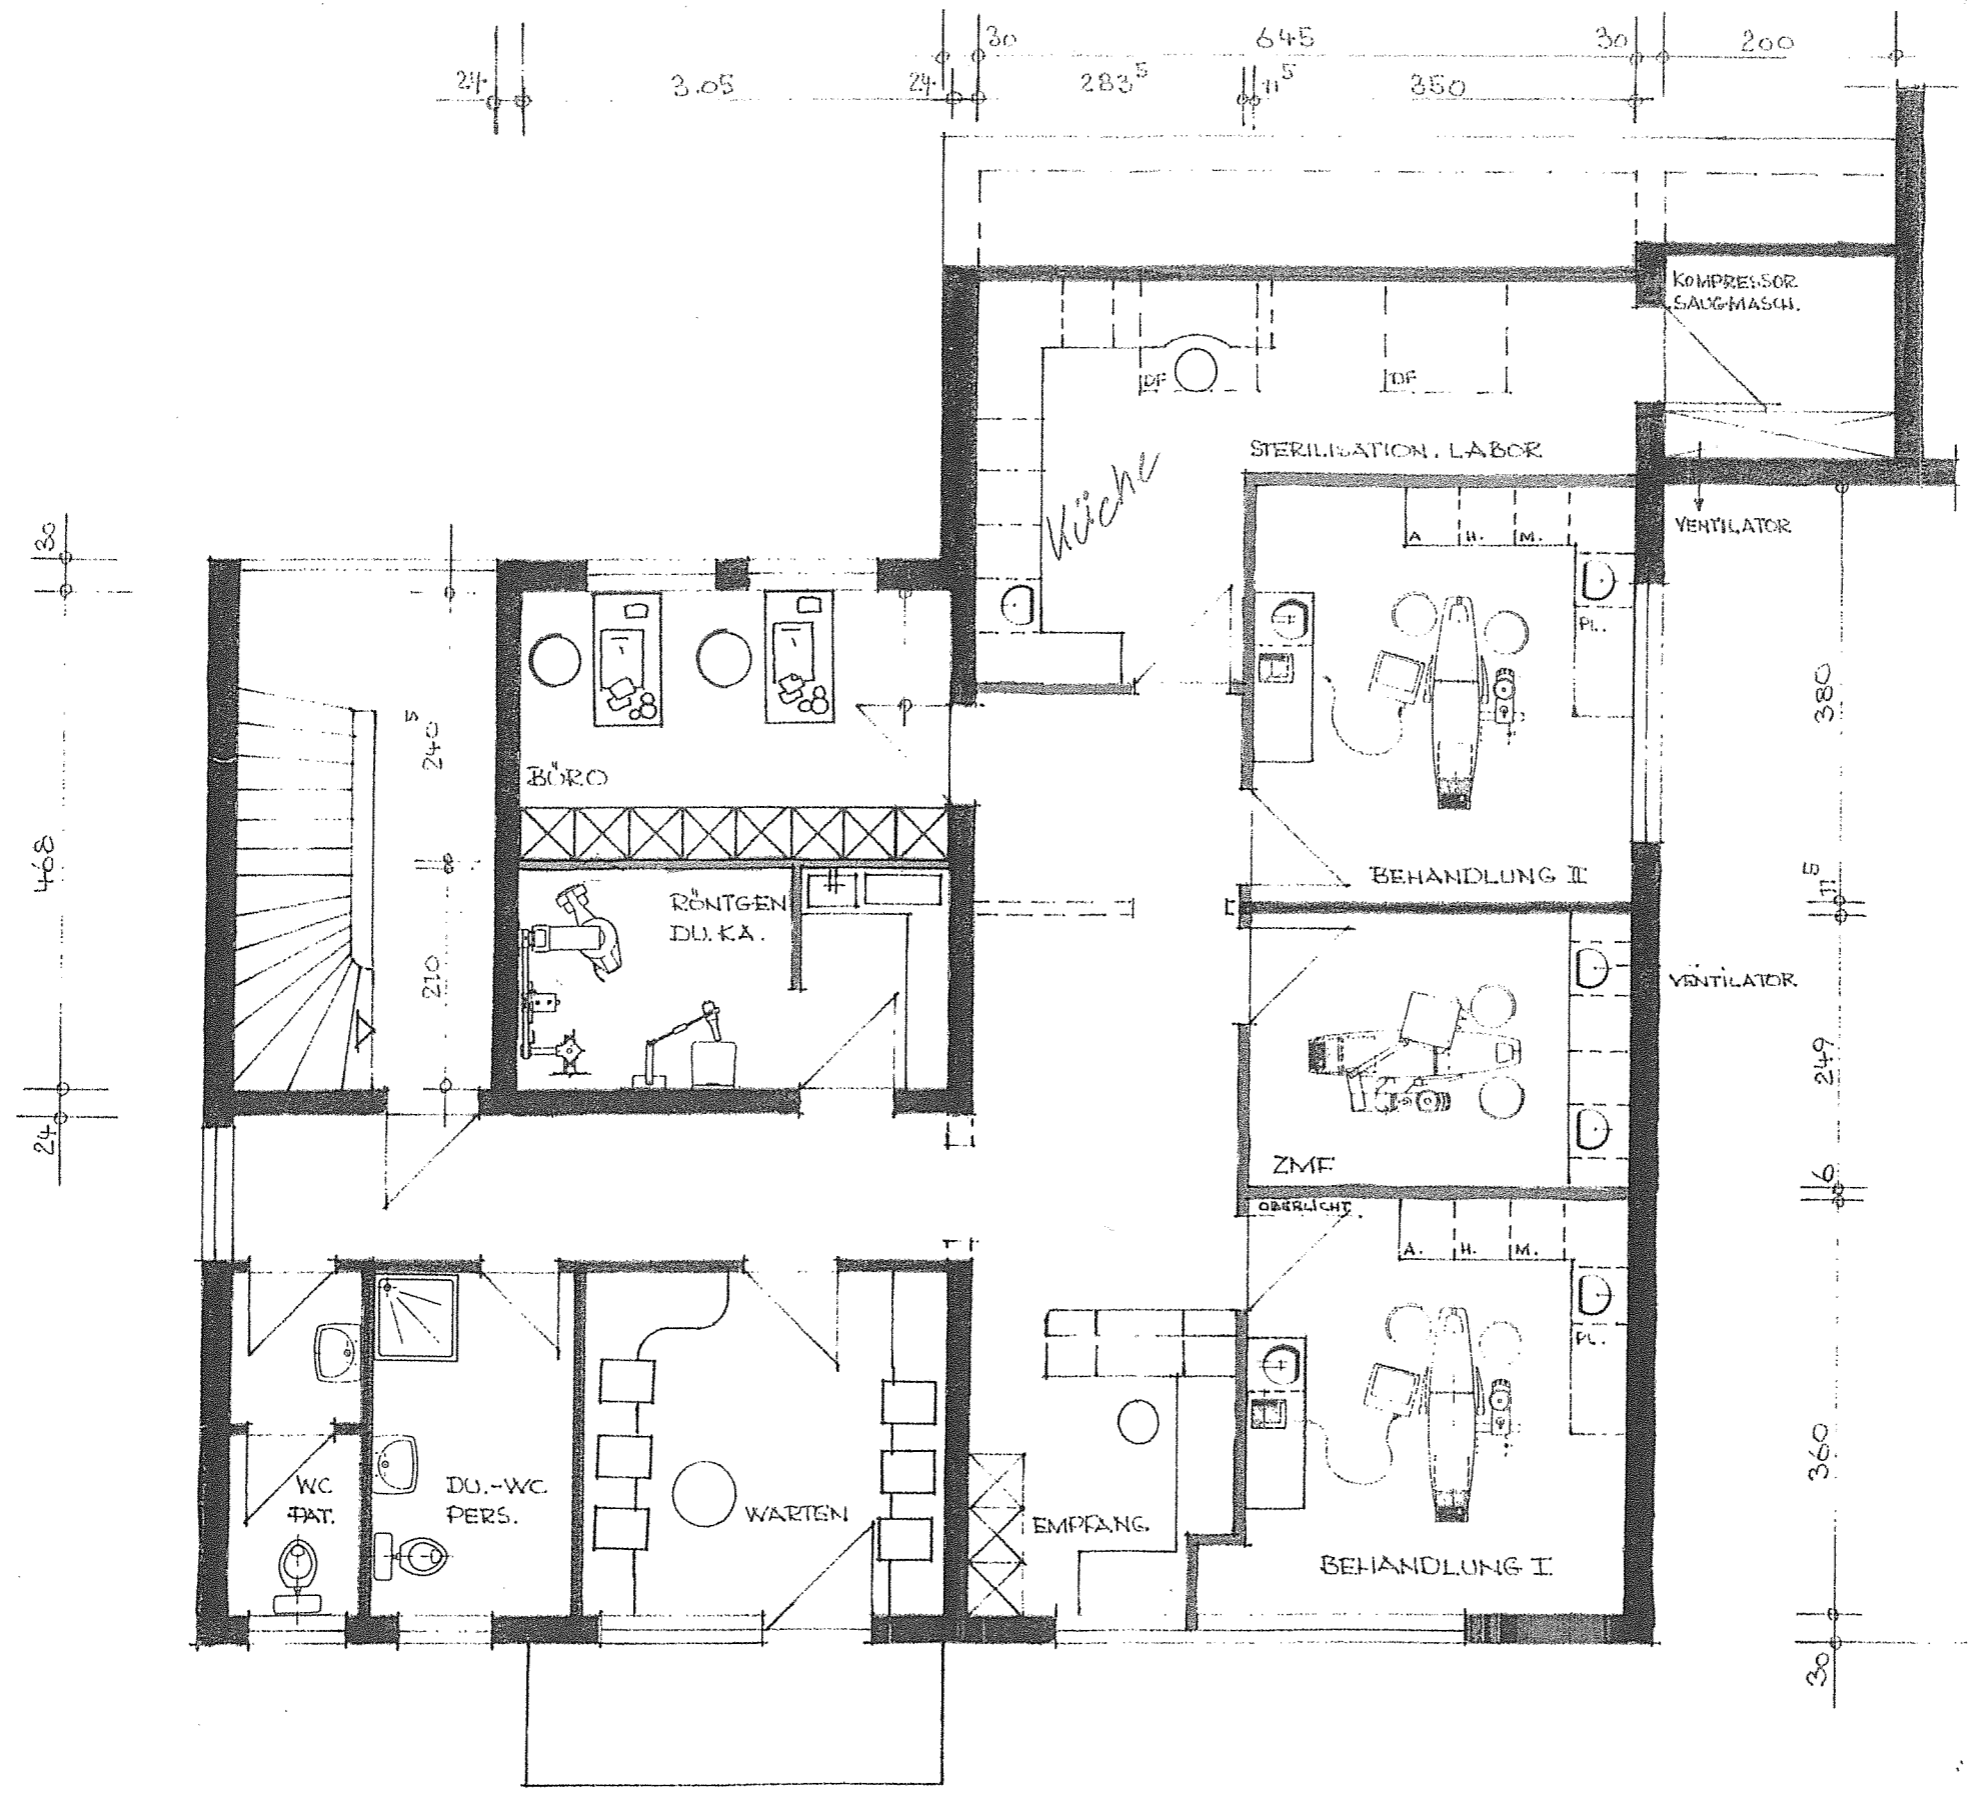 30 645 30 200
24 3.05 24 283⁵ 11⁵ 350
KOMPRESSOR
SAUGMASCH.
DF
DF
STERILISATION. LABOR
Küche
VENTILATOR
A H. M.
PL.
30
240⁵
380
BÜRO
468
BEHANDLUNG II
11⁵
RÖNTGEN
DU. KA.
210
VENTILATOR
249
24
ZMF
6
OBERLICHT.
A. H. M.
PL.
WC
PAT.
DU.-WC
PERS.
WARTEN
EMPFANG
BEHANDLUNG I
360
30